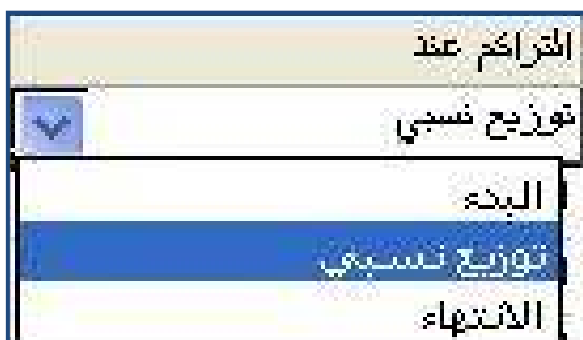 التراكم عند
توزيع نسبي
البدء
توزيع نسبي
الانتهاء